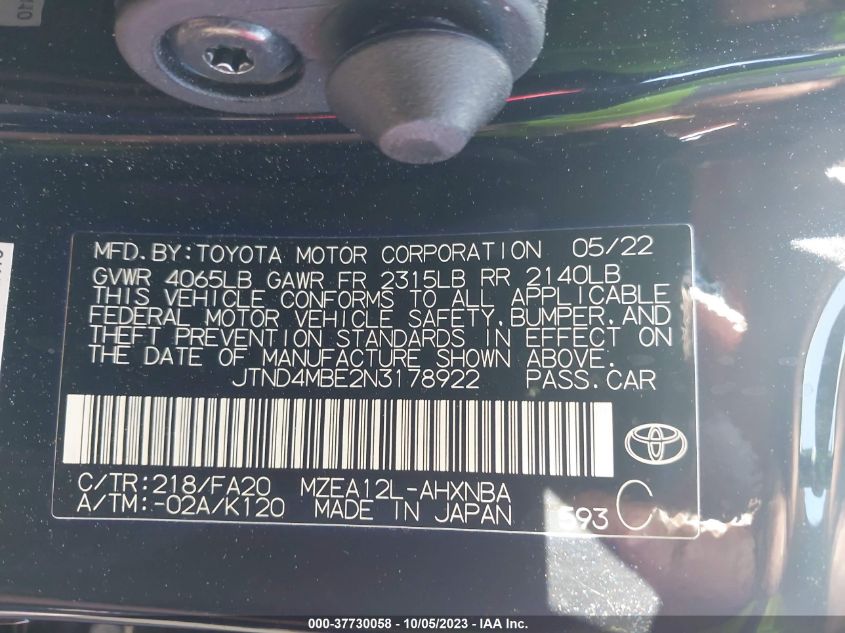 MFD.BY:TOYOTA MOTOR CORPORATION 05/22
GVWR 4065LB GAWR FR 2315LB RR 2140LB
THIS VEHICLE CONFORMS TO ALL APPLICABLE
FEDERAL MOTOR VEHICLE SAFETY,BUMPER,AND
THEFT PREVENTION STANDARDS IN EFFECT ON
THE DATE OF MANUFACTURE SHOWN ABOVE.
JTND4MBE2N3178922 PASS.CAR
C/TR:218/FA20 MZEA12L-AHXNBA
A/TM:-02A/K120 MADE IN JAPAN 593 C
000-37730058 - 10/05/2023 - IAA Inc.